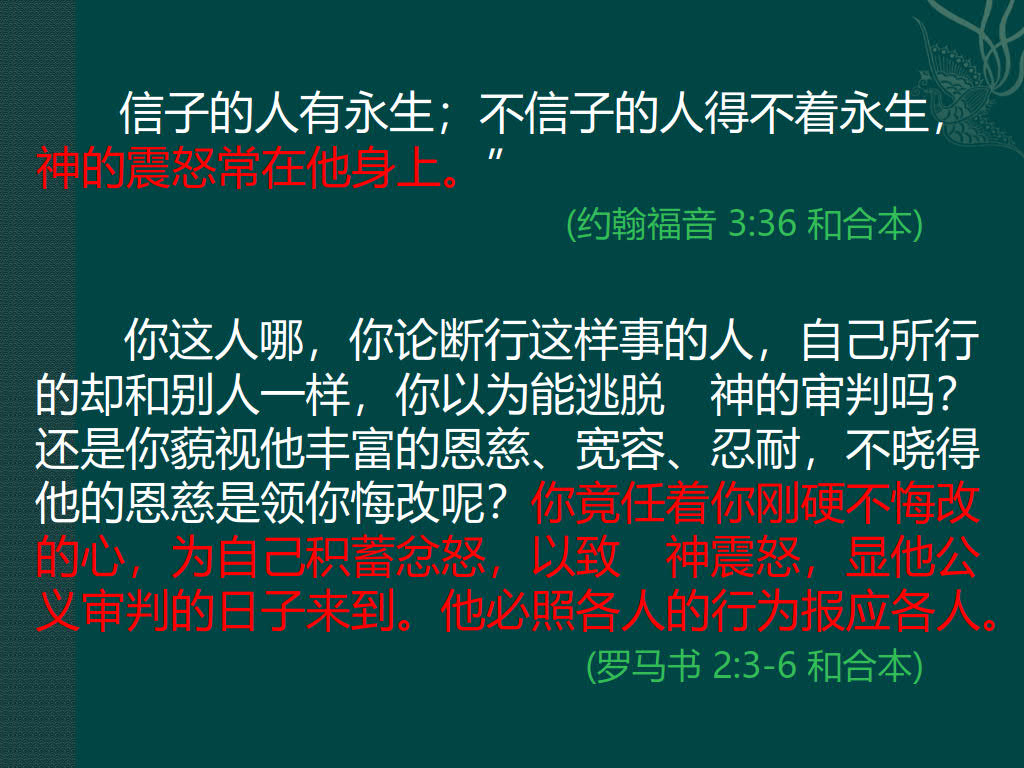 信子的人有永生；不信子的人得不着永生，
神的震怒常在他身上。”
(约翰福音 3:36 和合本)
你这人哪，你论断行这样事的人，自己所行
的却和别人一样，你以为能逃脱　神的审判吗？
还是你藐视他丰富的恩慈、宽容、忍耐，不晓得
他的恩慈是领你悔改呢？你竟任着你刚硬不悔改
的心，为自己积蓄忿怒，以致　神震怒，显他公
义审判的日子来到。他必照各人的行为报应各人。
(罗马书 2:3-6 和合本)